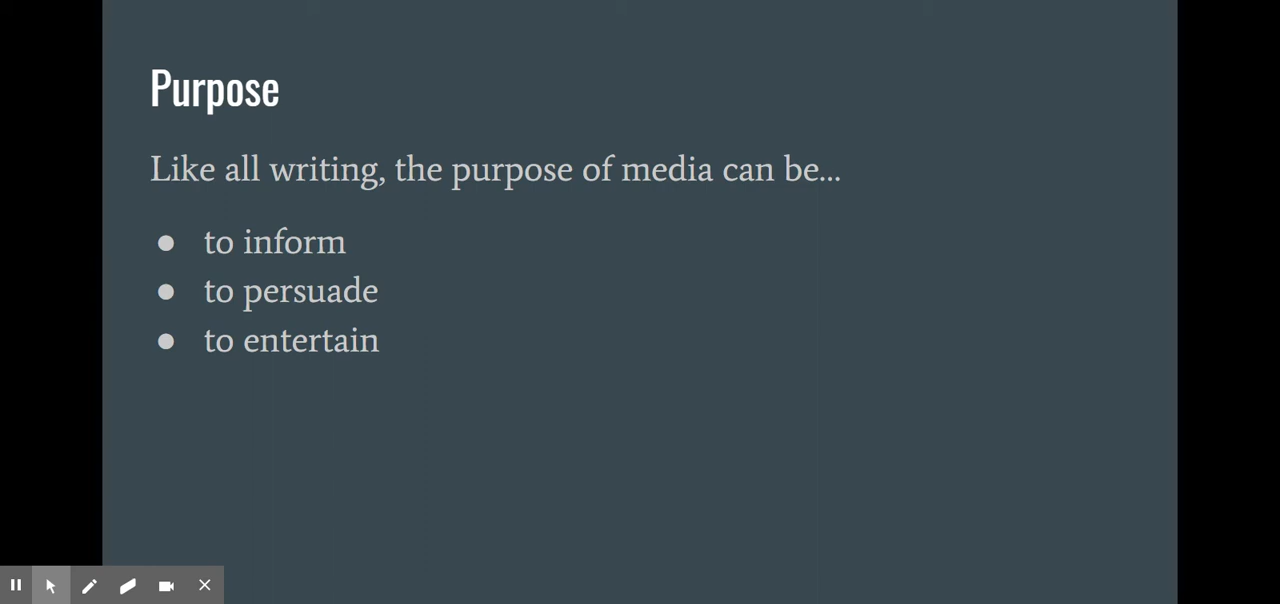 Purpose
Like all writing, the purpose of media can be...
● to inform
● to persuade
● to entertain